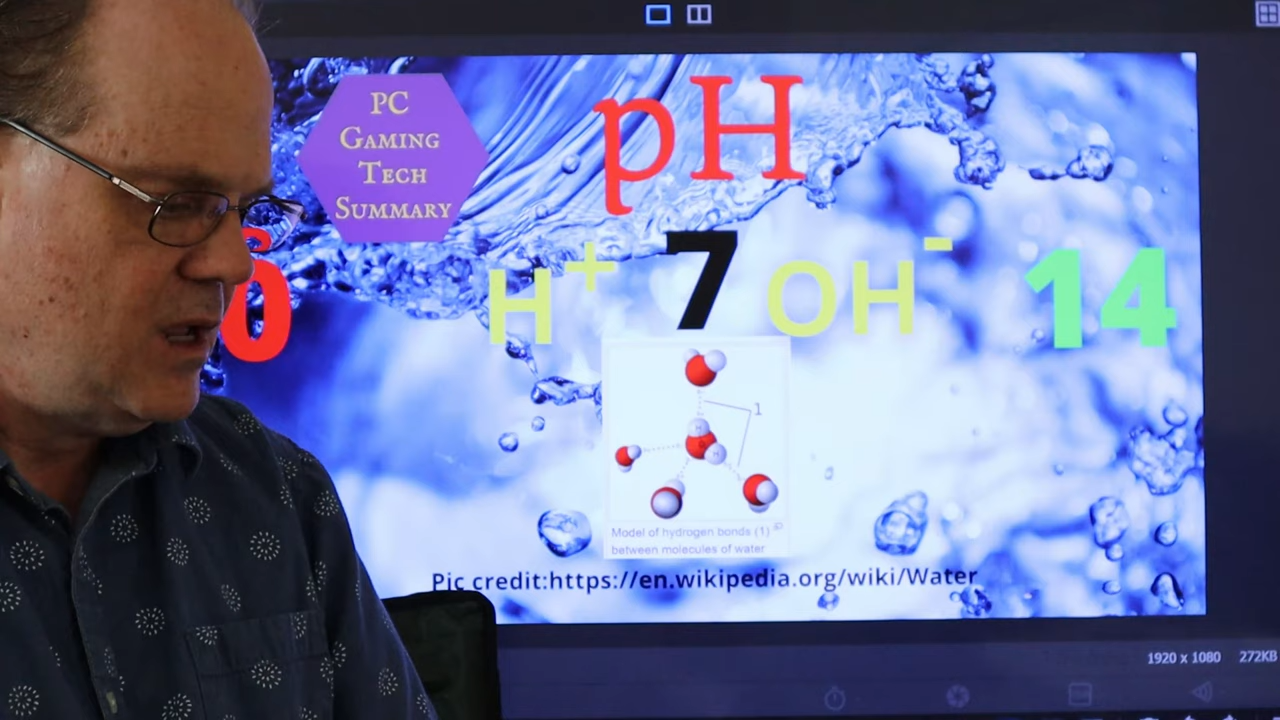 PC
GAMING
TECH
SUMMARY
pH
0 H+ 7 OH- 14
1
H
H
Model of hydrogen bonds (1)
between molecules of water
Pic credit:https://en.wikipedia.org/wiki/Water
1920 x 1080 272KB